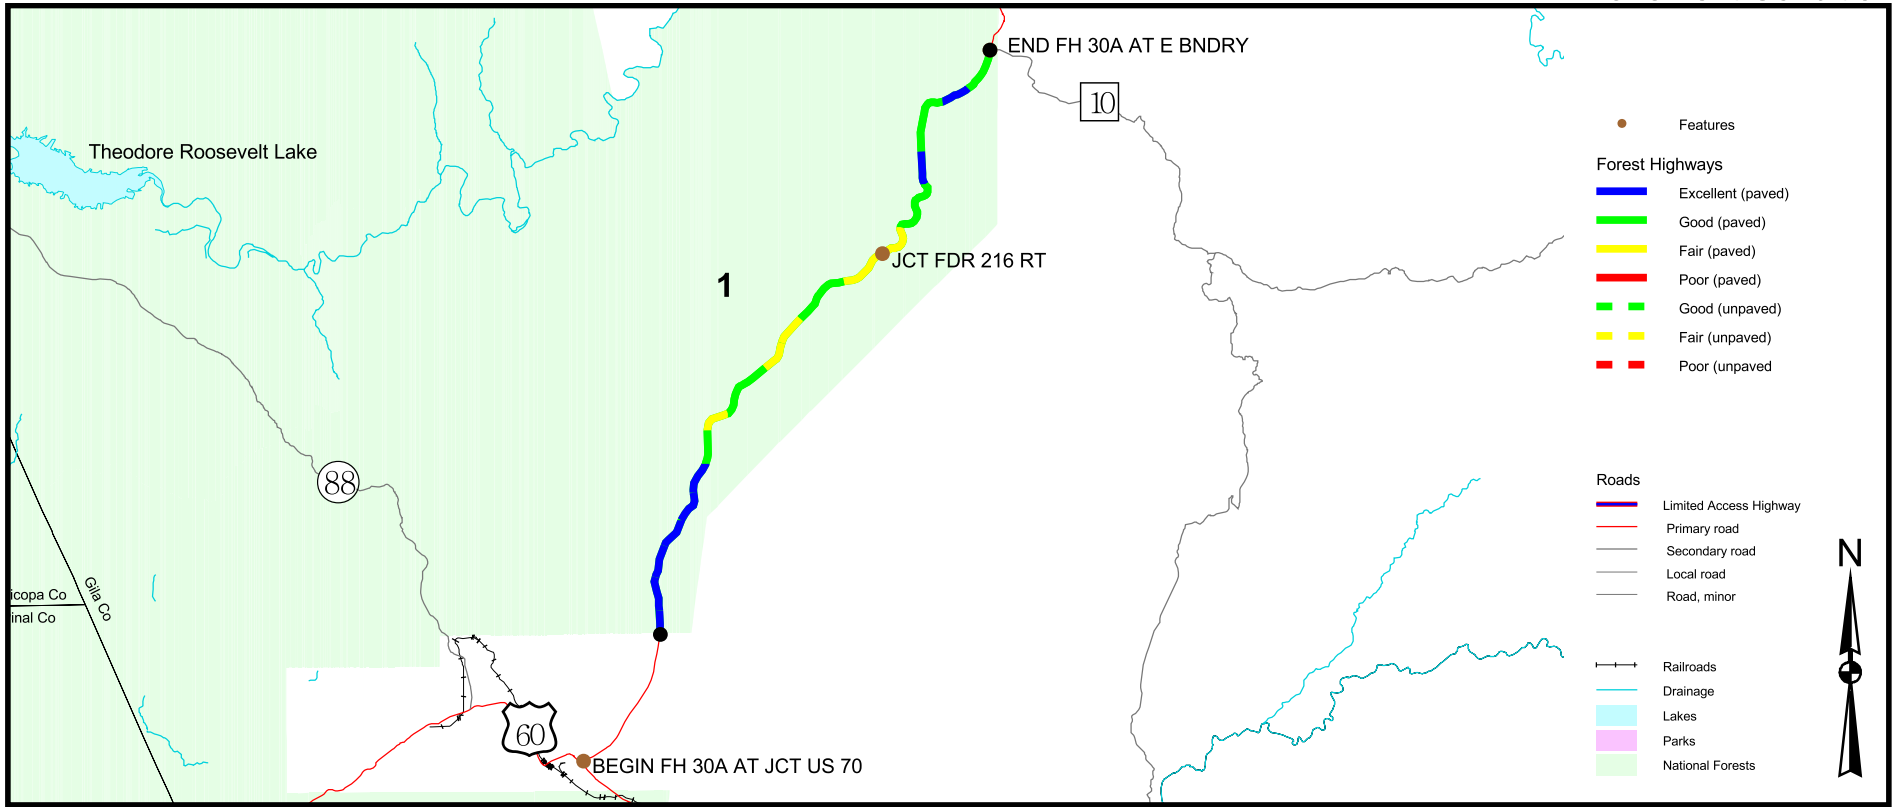 END FH 30A AT E BNDRY
10
Theodore Roosevelt Lake
JCT FDR 216 RT
1
88
Gila Co
icopa Co
inal Co
60
BEGIN FH 30A AT JCT US 70
Features
Forest Highways
Excellent (paved)
Good (paved)
Fair (paved)
Poor (paved)
Good (unpaved)
Fair (unpaved)
Poor (unpaved
Roads
Limited Access Highway
Primary road
Secondary road
Local road
Road, minor
Railroads
Drainage
Lakes
Parks
National Forests
N